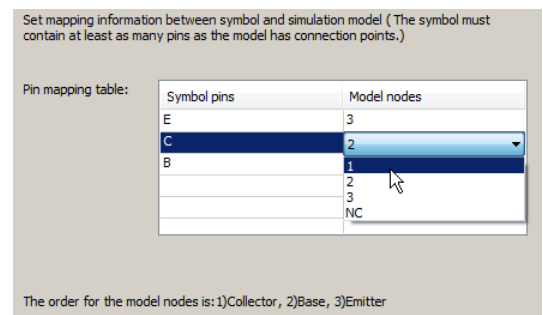 Set mapping information between symbol and simulation model ( The symbol must
contain at least as many pins as the model has connection points.)
Pin mapping table:
Symbol pins Model nodes
E 3
C 2
B
1
2
3
NC
The order for the model nodes is:1)Collector, 2)Base, 3)Emitter